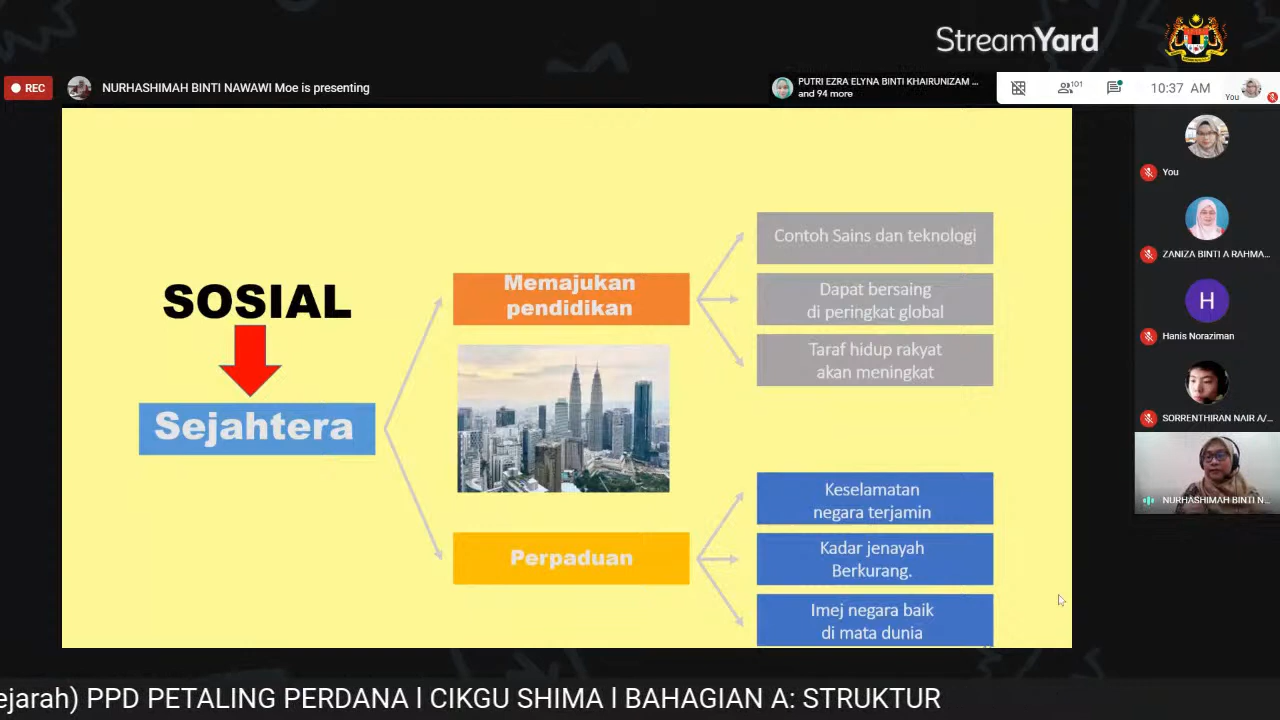 StreamYard
REC
NURHASHIMAH BINTI NAWAWI Moe is presenting
PUTRI EZRA ELYNA BINTI KHAIRUNIZAM ...
and 94 more
101
10:37 AM
You
You
ZANIZA BINTI A RAHMA...
H
Hanis Noraziman
SORRENTHIRAN NAIR A/...
NURHASHIMAH BINTI N...
SOSIAL
Sejahtera
Memajukan
pendidikan
Contoh Sains dan teknologi
Dapat bersaing
di peringkat global
Taraf hidup rakyat
akan meningkat
Perpaduan
Keselamatan
negara terjamin
Kadar jenayah
Berkurang.
Imej negara baik
di mata dunia
ejarah) PPD PETALING PERDANA l CIKGU SHIMA l BAHAGIAN A: STRUKTUR